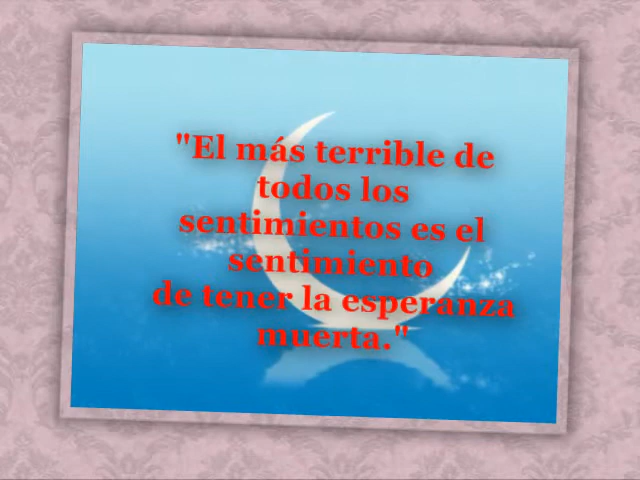 "El más terrible de
todos los
sentimientos es el
sentimiento
de tener la esperanza
muerta."